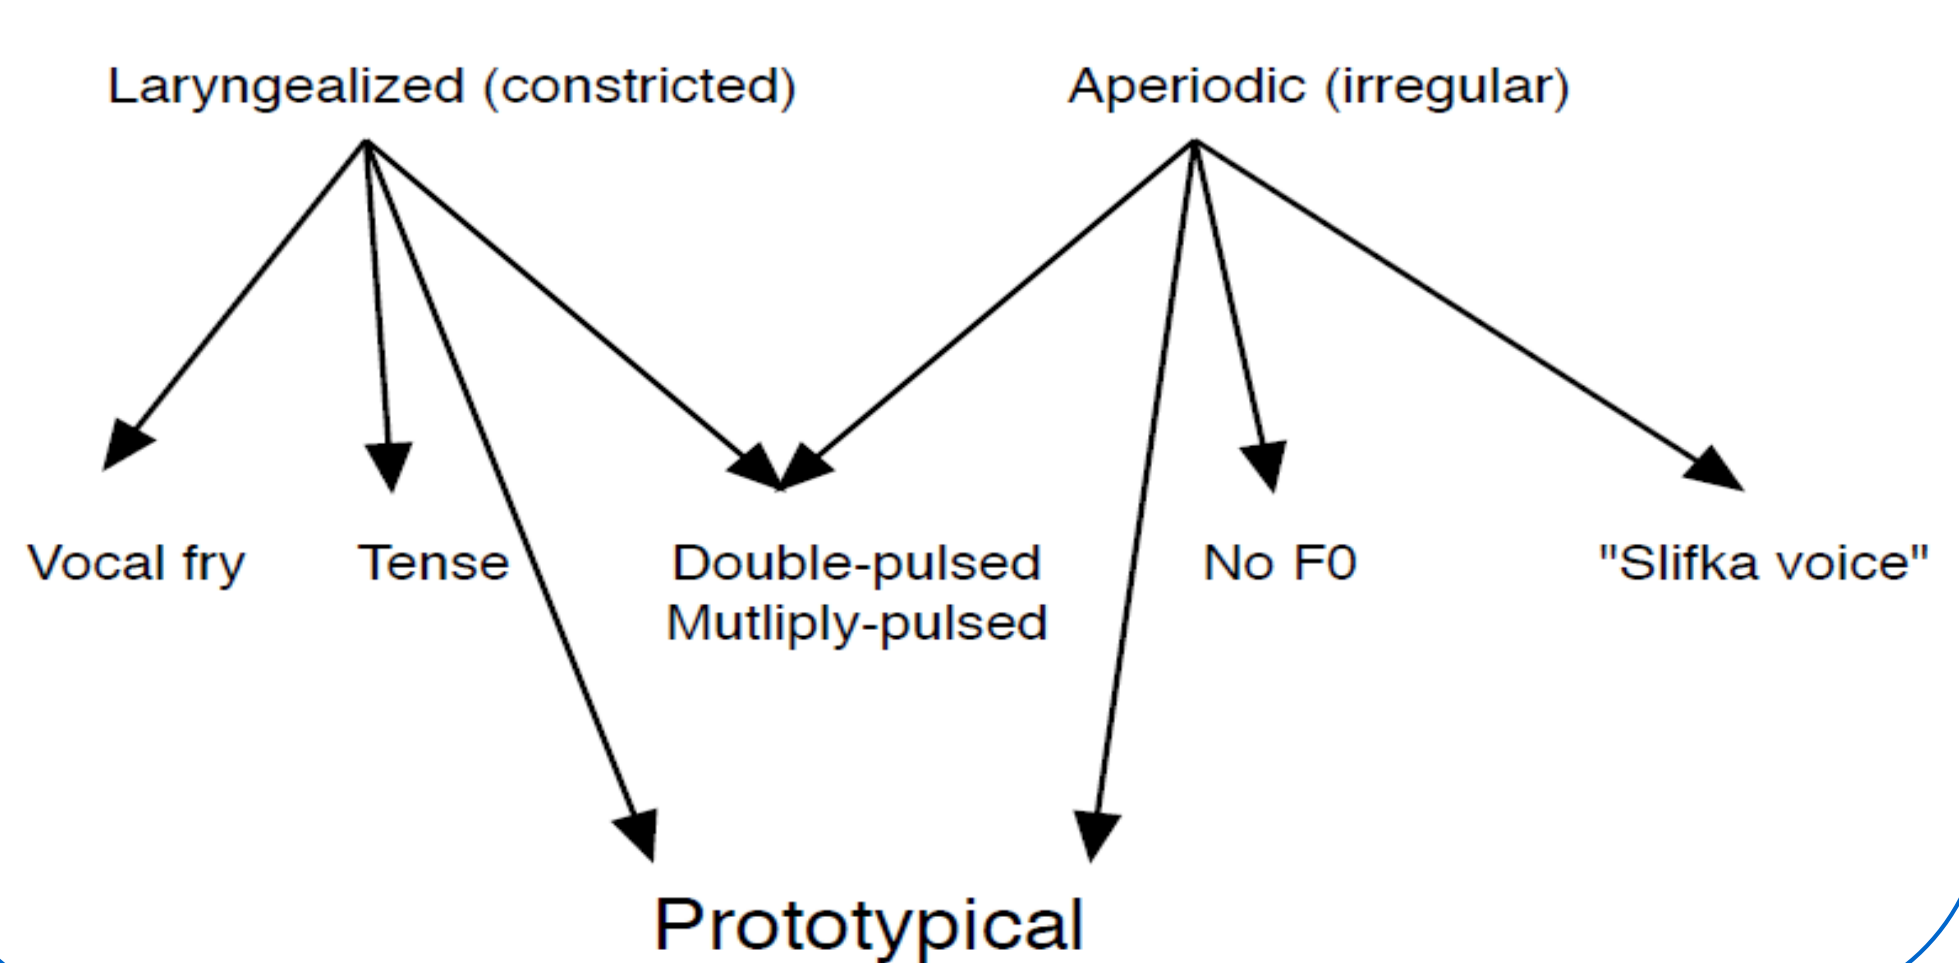 Laryngealized (constricted)
Aperiodic (irregular)
Vocal fry
Tense
Double-pulsed
Mutliply-pulsed
No F0
"Slifka voice"
Prototypical